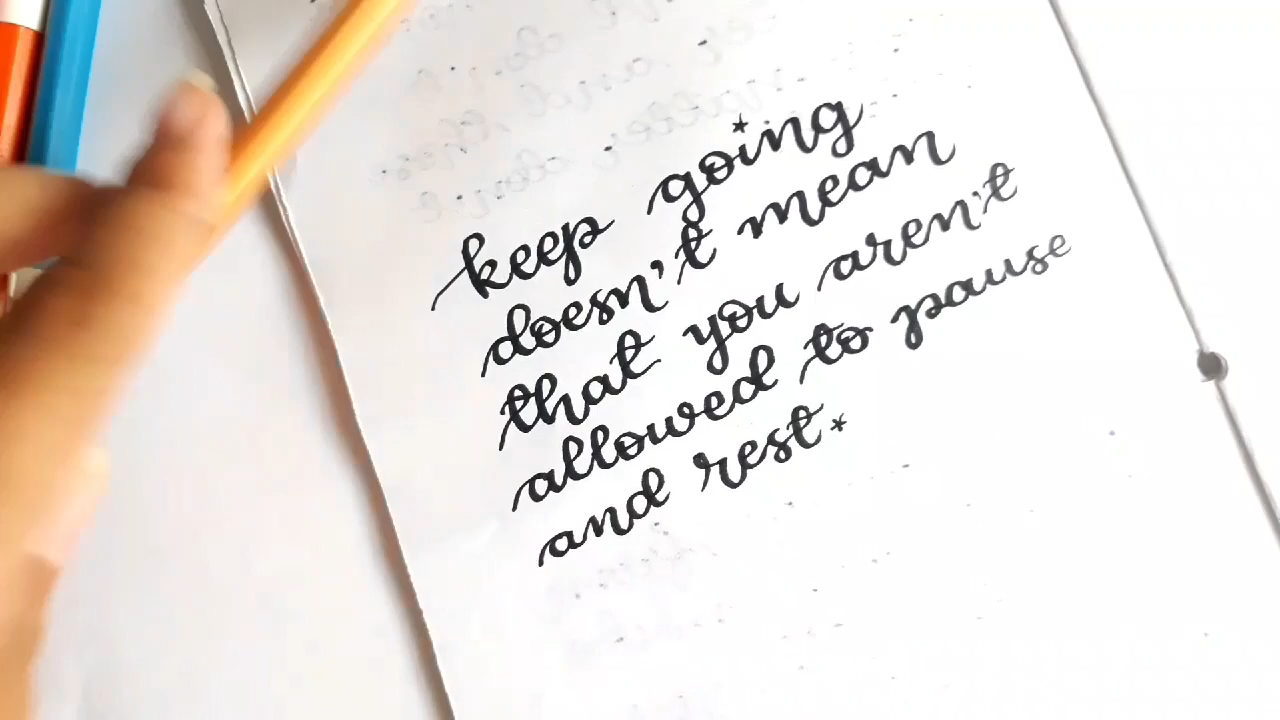 keep going
doesn't mean
that you aren't
allowed to pause
and rest*